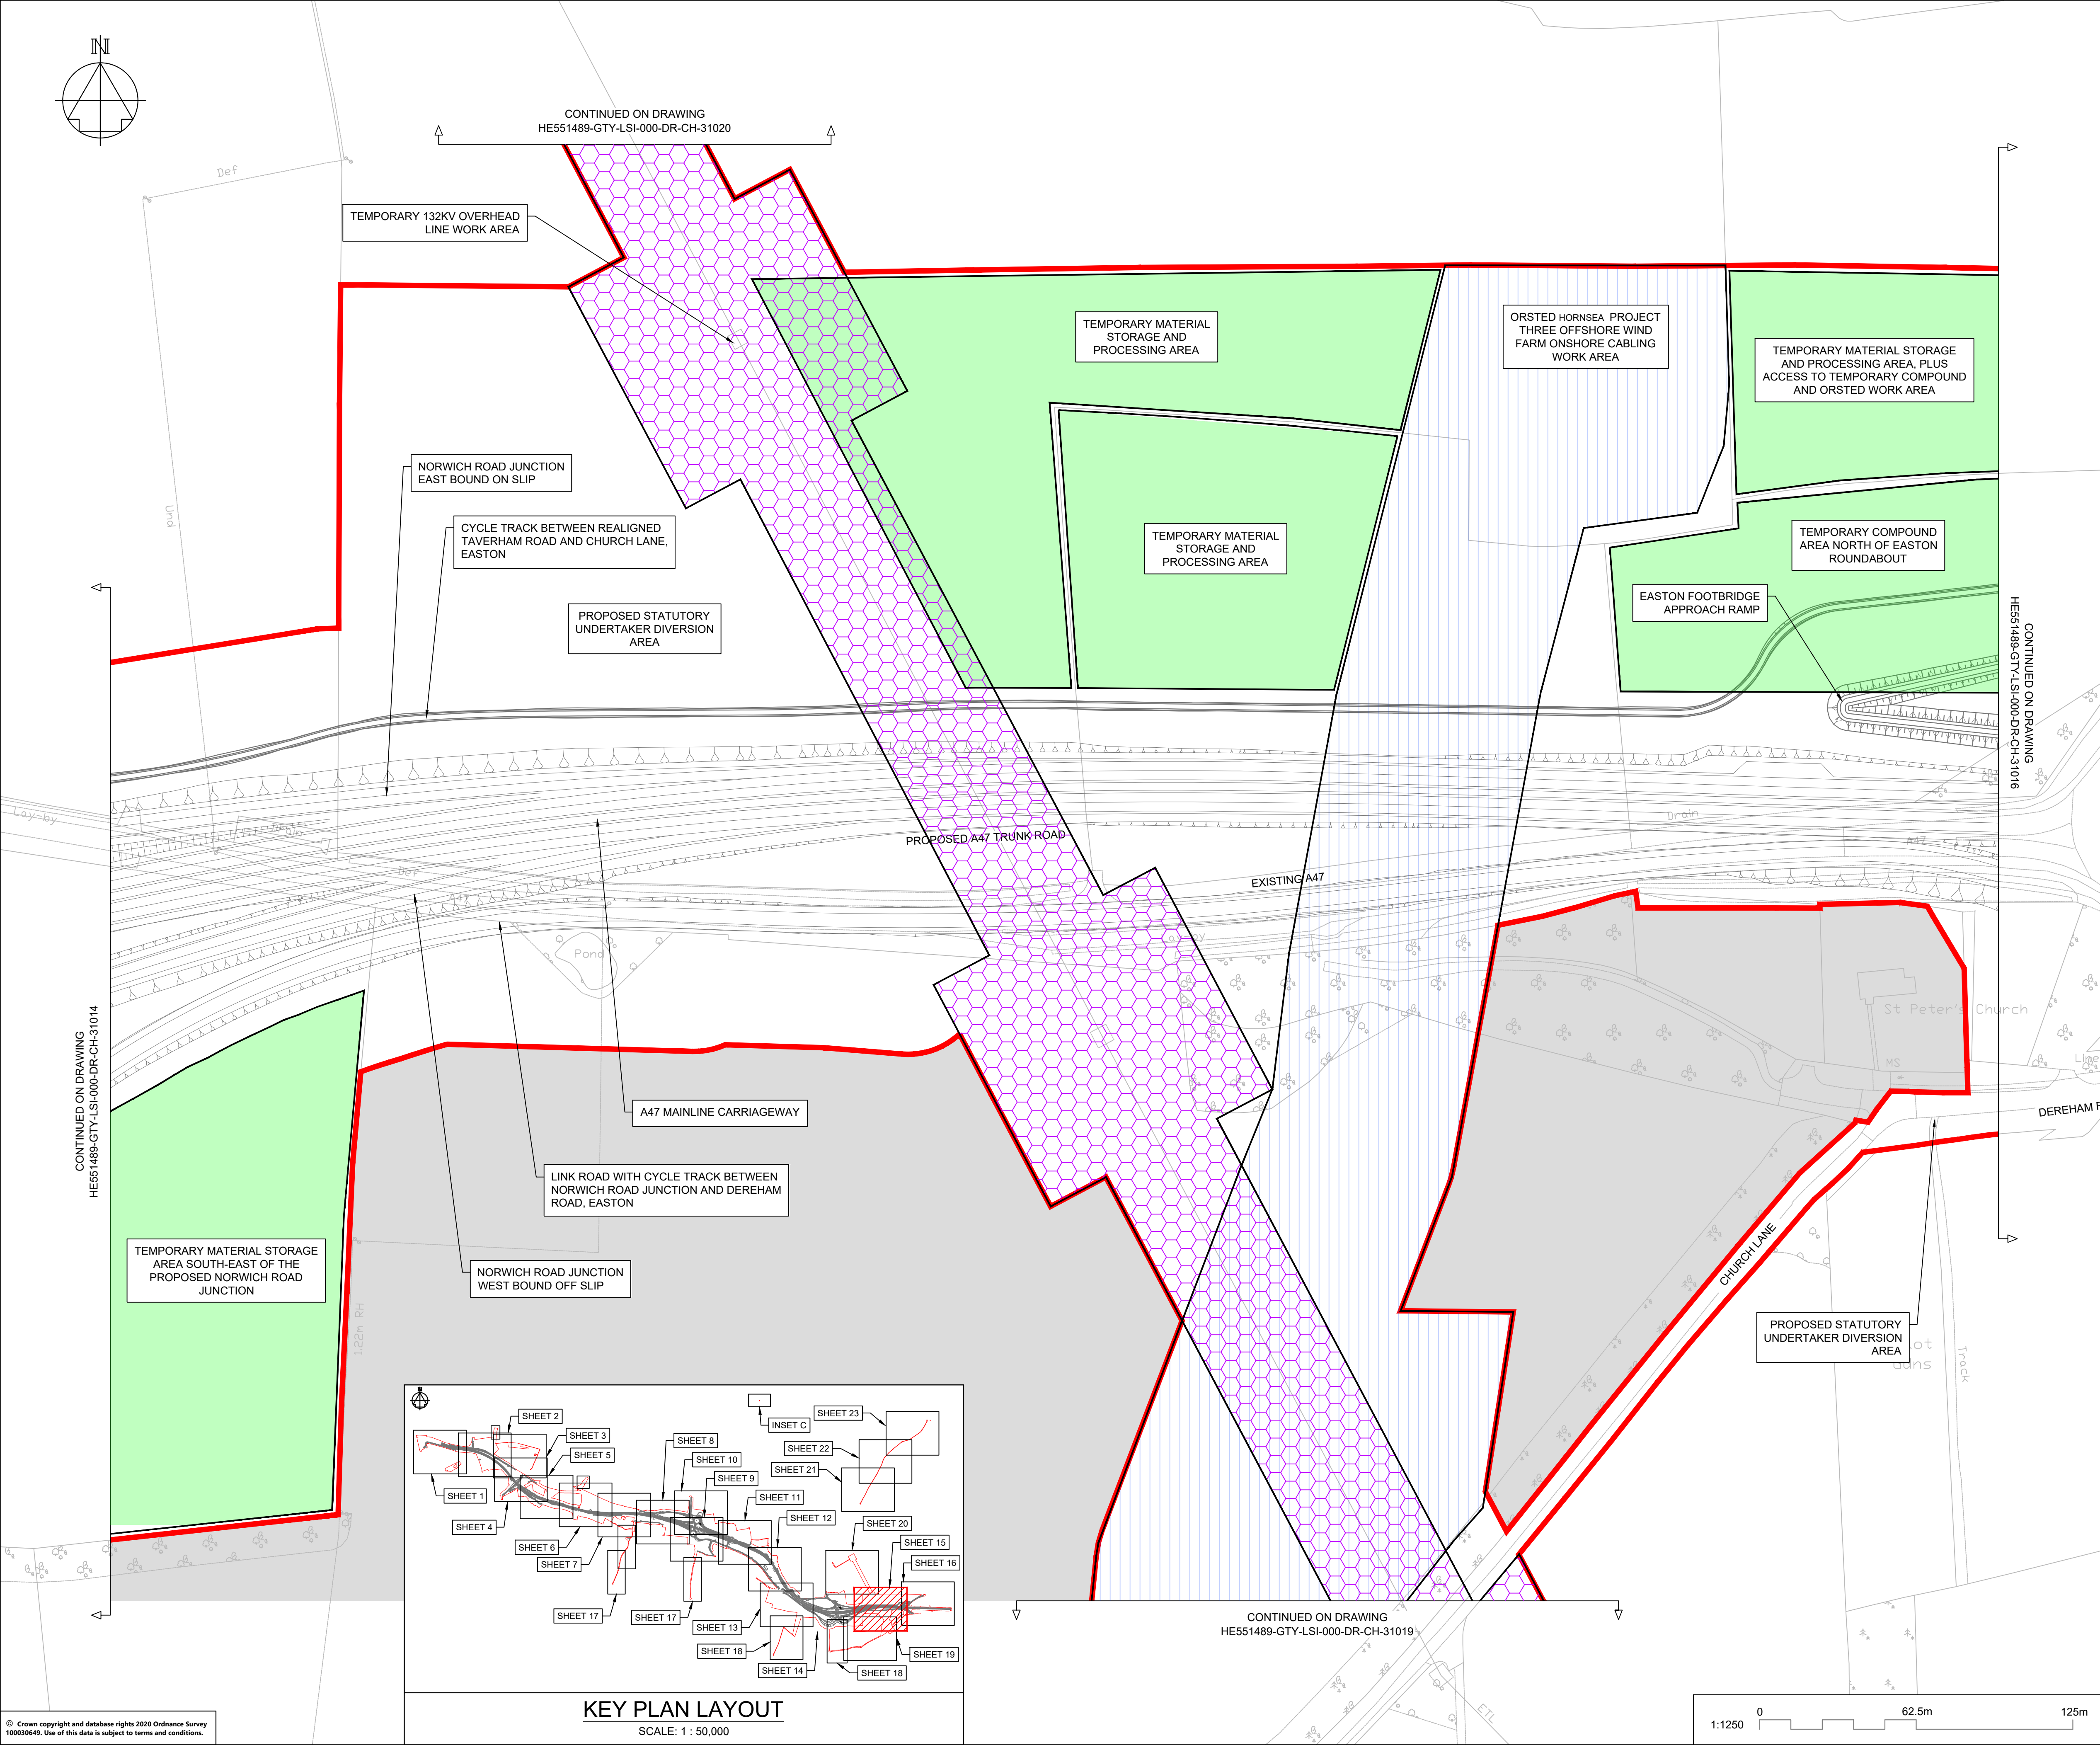 N
CONTINUED ON DRAWING
HE551489-GTY-LSI-000-DR-CH-31020
Def
TEMPORARY 132KV OVERHEAD
LINE WORK AREA
TEMPORARY MATERIAL
STORAGE AND
PROCESSING AREA
ORSTED HORNSEA PROJECT
THREE OFFSHORE WIND
FARM ONSHORE CABLING
WORK AREA
TEMPORARY MATERIAL STORAGE
AND PROCESSING AREA, PLUS
ACCESS TO TEMPORARY COMPOUND
AND ORSTED WORK AREA
NORWICH ROAD JUNCTION
EAST BOUND ON SLIP
Und
CYCLE TRACK BETWEEN REALIGNED
TAVERHAM ROAD AND CHURCH LANE,
EASTON
TEMPORARY MATERIAL
STORAGE AND
PROCESSING AREA
TEMPORARY COMPOUND
AREA NORTH OF EASTON
ROUNDABOUT
EASTON FOOTBRIDGE
APPROACH RAMP
PROPOSED STATUTORY
UNDERTAKER DIVERSION
AREA
CONTINUED ON DRAWING
HE551489-GTY-LSI-000-DR-CH-31016
Lay-by
Drain
Drain
PROPOSED A47 TRUNK ROAD
A47
Def
EXISTING A47
A47
Pond
St Peter's Church
MS
CONTINUED ON DRAWING
HE551489-GTY-LSI-000-DR-CH-31014
A47 MAINLINE CARRIAGEWAY
DEREHAM R
LINK ROAD WITH CYCLE TRACK BETWEEN
NORWICH ROAD JUNCTION AND DEREHAM
ROAD, EASTON
TEMPORARY MATERIAL STORAGE
AREA SOUTH-EAST OF THE
PROPOSED NORWICH ROAD
JUNCTION
NORWICH ROAD JUNCTION
WEST BOUND OFF SLIP
CHURCH LANE
1.22m RH
PROPOSED STATUTORY
UNDERTAKER DIVERSION
AREA
Track
SHEET 2
SHEET 3
SHEET 5
SHEET 1
SHEET 4
SHEET 6
SHEET 7
SHEET 8
SHEET 10
SHEET 9
SHEET 11
SHEET 12
INSET C
SHEET 23
SHEET 22
SHEET 21
SHEET 20
SHEET 15
SHEET 16
SHEET 17
SHEET 17
SHEET 13
SHEET 18
SHEET 14
SHEET 18
SHEET 19
KEY PLAN LAYOUT
SCALE: 1 : 50,000
CONTINUED ON DRAWING
HE551489-GTY-LSI-000-DR-CH-31019
ETL
© Crown copyright and database rights 2020 Ordnance Survey
100030649. Use of this data is subject to terms and conditions.
1:1250
0 62.5m 125m